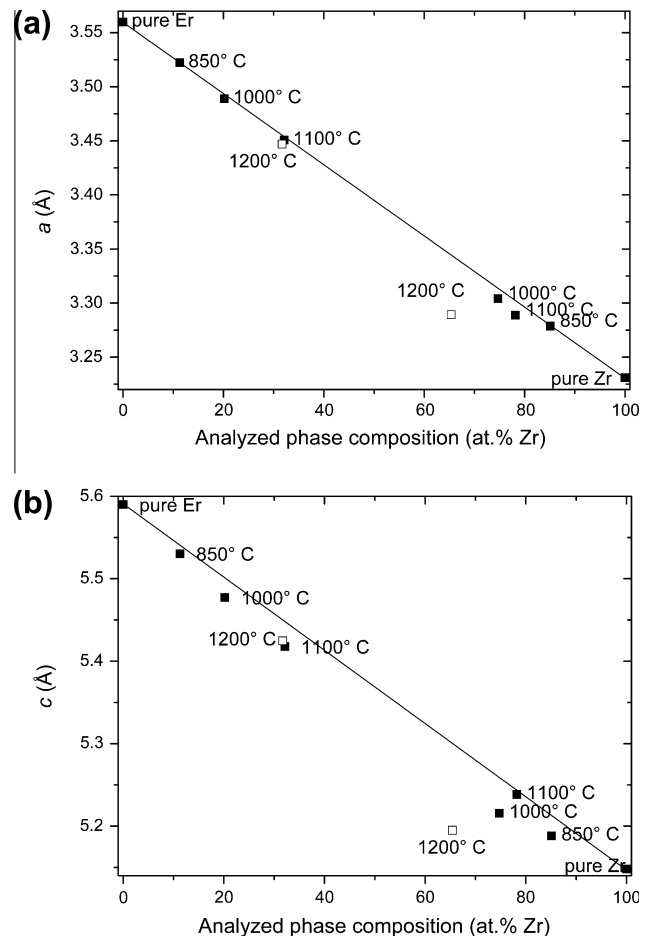 (a)
3.55
3.50
3.45
3.40
3.35
3.30
3.25
a (Å)
pure Er
850° C
1000° C
1100° C
1200° C
1200° C
1000° C
1100° C
850° C
pure Zr
0 20 40 60 80 100
Analyzed phase composition (at.% Zr)
(b)
5.6
5.5
5.4
5.3
5.2
c (Å)
pure Er
850° C
1000° C
1200° C
1100° C
1100° C
1000° C
1200° C
850° C
pure Zr
0 20 40 60 80 100
Analyzed phase composition (at.% Zr)